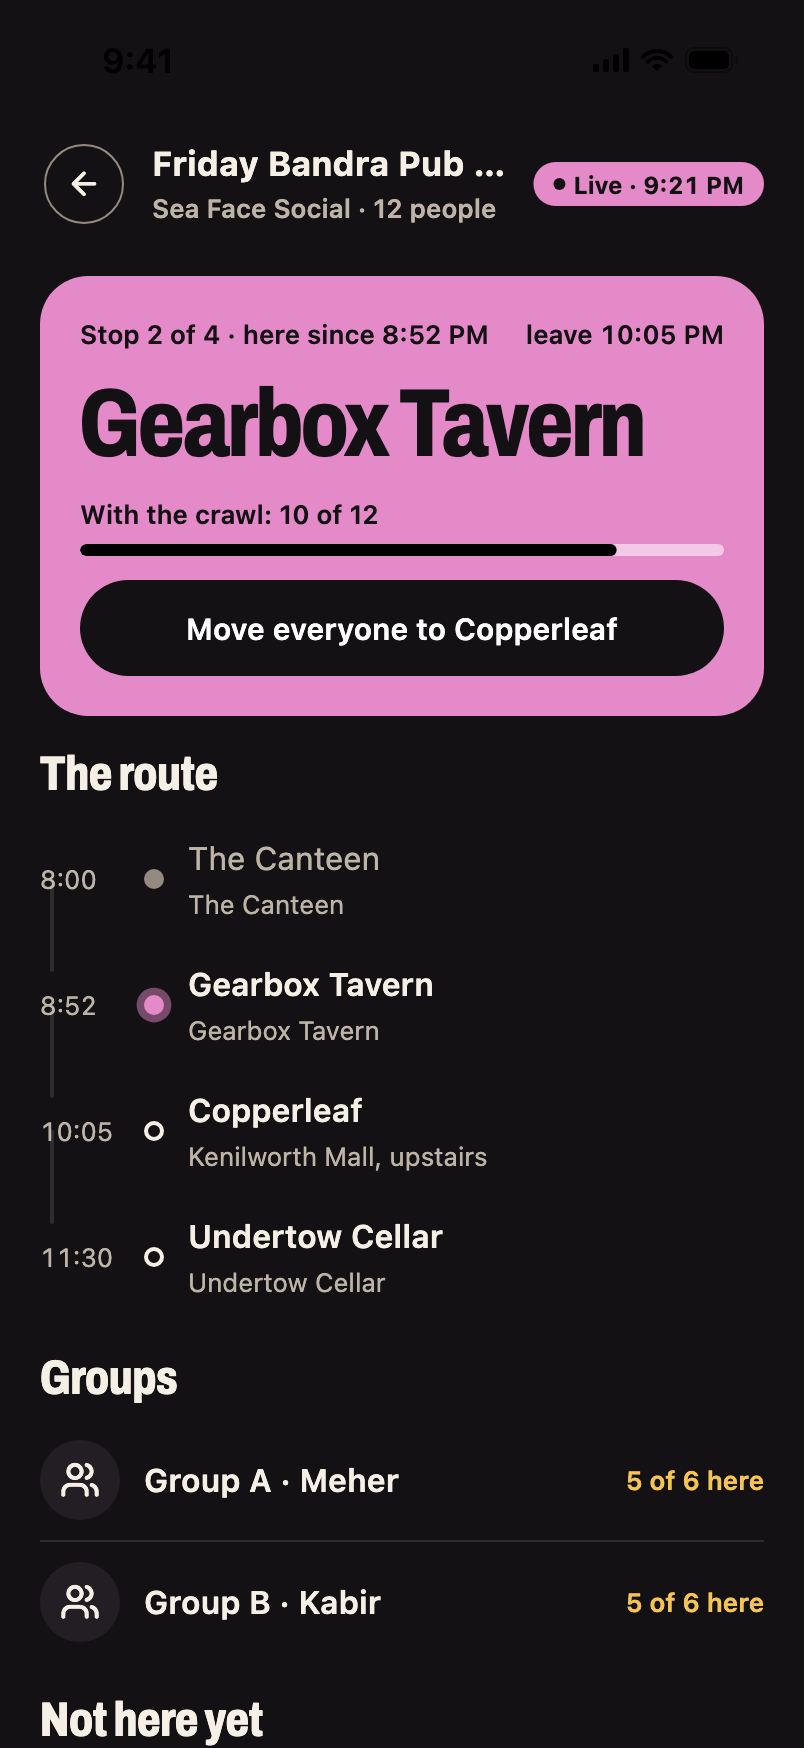 9:41
Friday Bandra Pub ...
Sea Face Social · 12 people
Live · 9:21 PM
Stop 2 of 4 · here since 8:52 PM
leave 10:05 PM
Gearbox Tavern
With the crawl: 10 of 12
Move everyone to Copperleaf
The route
8:00
The Canteen
The Canteen
8:52
Gearbox Tavern
Gearbox Tavern
10:05
Copperleaf
Kenilworth Mall, upstairs
11:30
Undertow Cellar
Undertow Cellar
Groups
Group A · Meher
5 of 6 here
Group B · Kabir
5 of 6 here
Not here yet